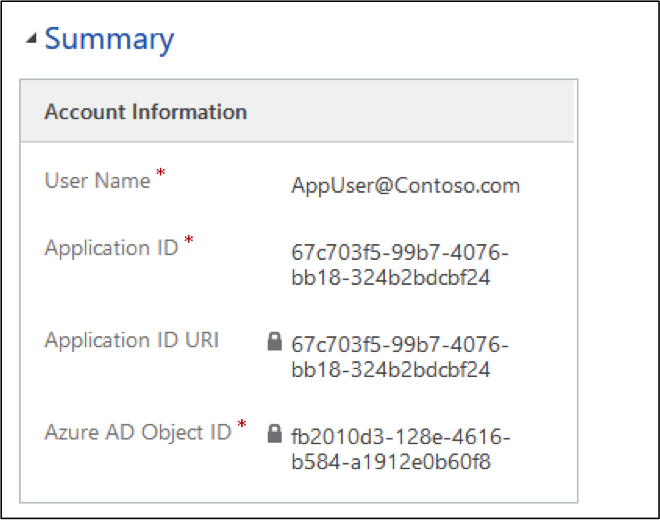 Summary
Account Information
User Name * AppUser@Contoso.com
Application ID * 67c703f5-99b7-4076-
bb18-324b2bdcbf24
Application ID URI 67c703f5-99b7-4076-
bb18-324b2bdcbf24
Azure AD Object ID * fb2010d3-128e-4616-
b584-a1912e0b60f8